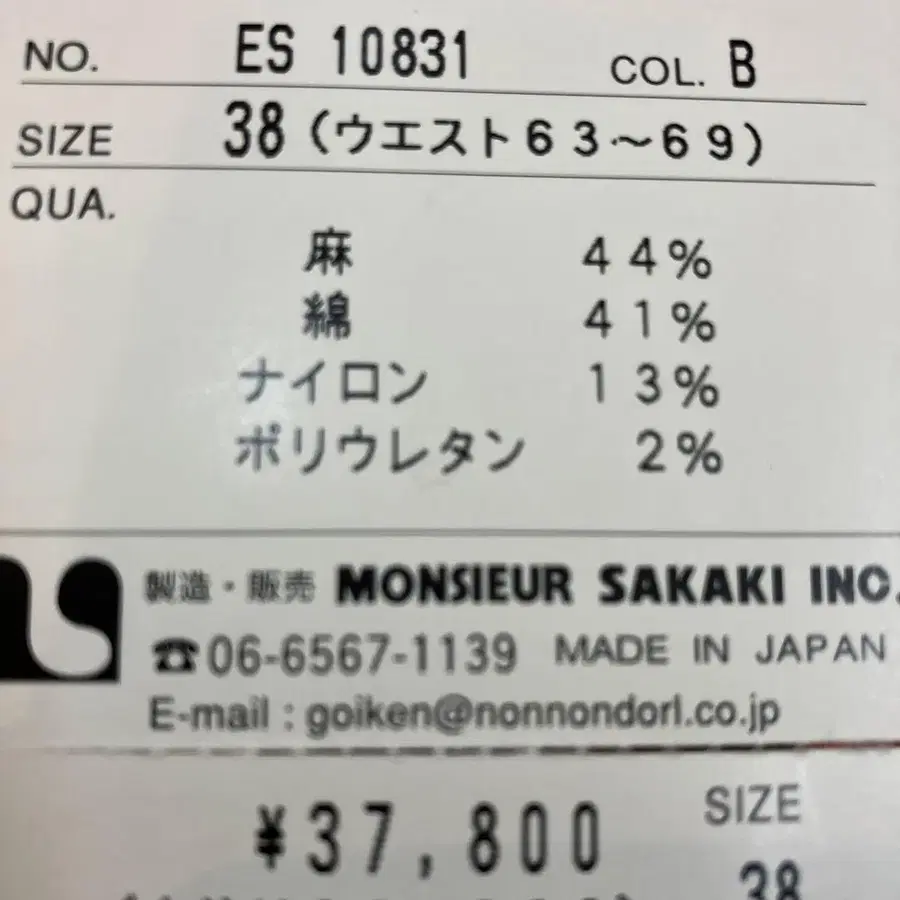 NO. ES 10831 COL. B
SIZE 38(ウエスト63〜69)
QUA.
麻 44%
綿 41%
ナイロン 13%
ポリウレタン 2%
製造・販売 MONSIEUR SAKAKI INC.
☎06-6567-1139 MADE IN JAPAN
E-mail : goiken@nonnondorl.co.jp
¥37,800 SIZE
38